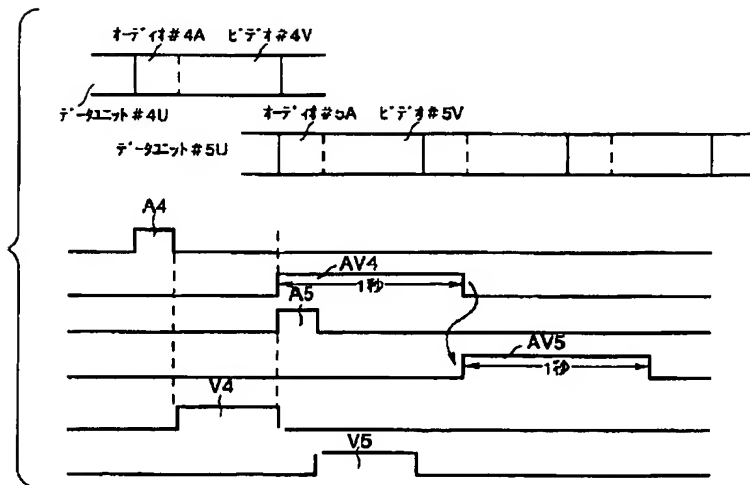 オーディオ#4A ビデオ#4V
データユニット#4U
オーディオ#5A ビデオ#5V
データユニット#5U
A4
AV4
1秒
A5
AV5
1秒
V4
V5